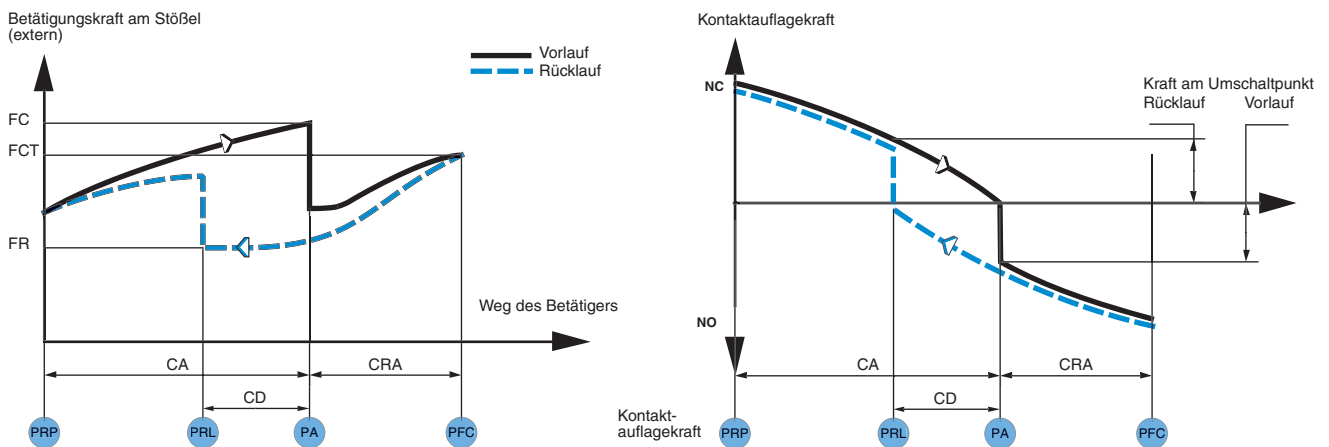 Betätigungskraft am Stößel
(extern)
Vorlauf
Rücklauf
FC
FCT
FR
Weg des Betätigers
CA
CRA
CD
PRP
PRL
PA
PFC
Kontaktauflagekraft
NC
Kraft am Umschaltpunkt
Rücklauf
Vorlauf
NO
CA
CRA
CD
Kontakt-
auflagekraft
PRP
PRL
PA
PFC